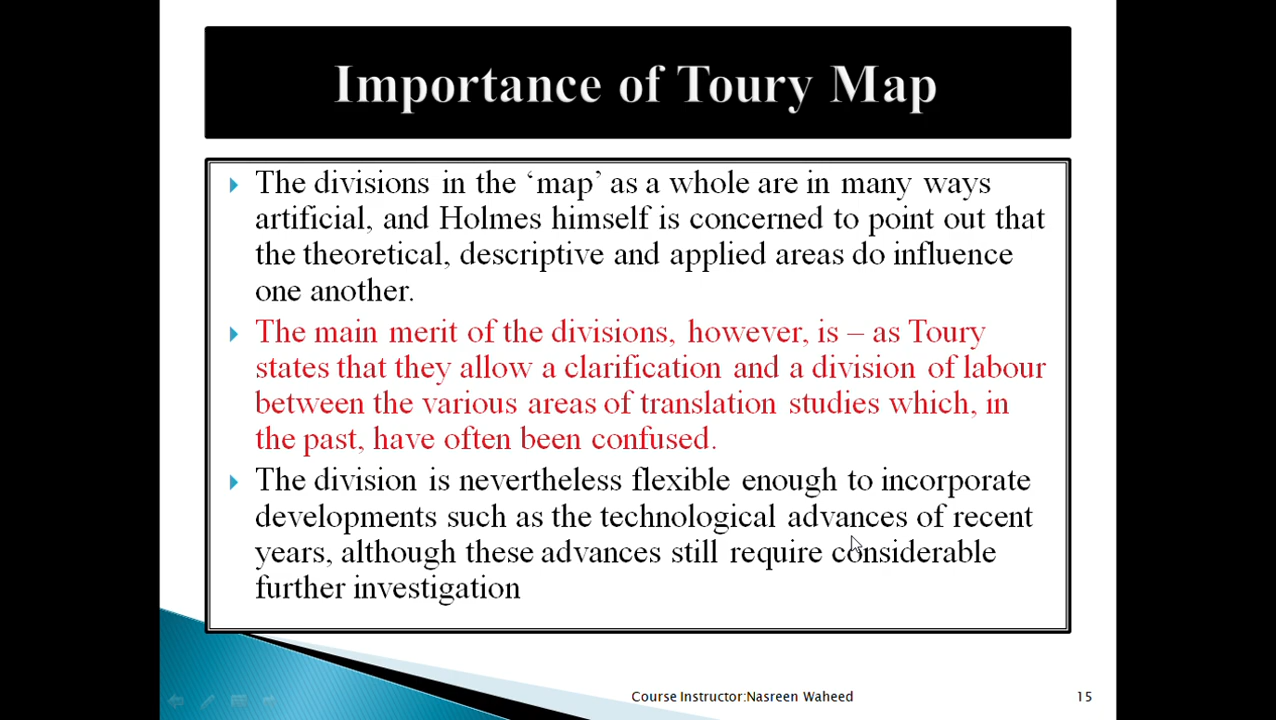 Importance of Toury Map
The divisions in the ‘map’ as a whole are in many ways
artificial, and Holmes himself is concerned to point out that
the theoretical, descriptive and applied areas do influence
one another.
The main merit of the divisions, however, is – as Toury
states that they allow a clarification and a division of labour
between the various areas of translation studies which, in
the past, have often been confused.
The division is nevertheless flexible enough to incorporate
developments such as the technological advances of recent
years, although these advances still require considerable
further investigation
Course Instructor:Nasreen Waheed 15